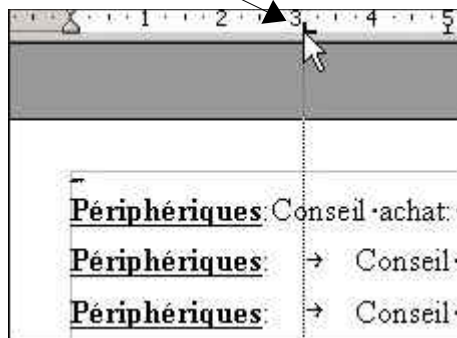 1 2 3 4 5
Périphériques:Conseil·achat:
Périphériques: → Conseil·
Périphériques: → Conseil·